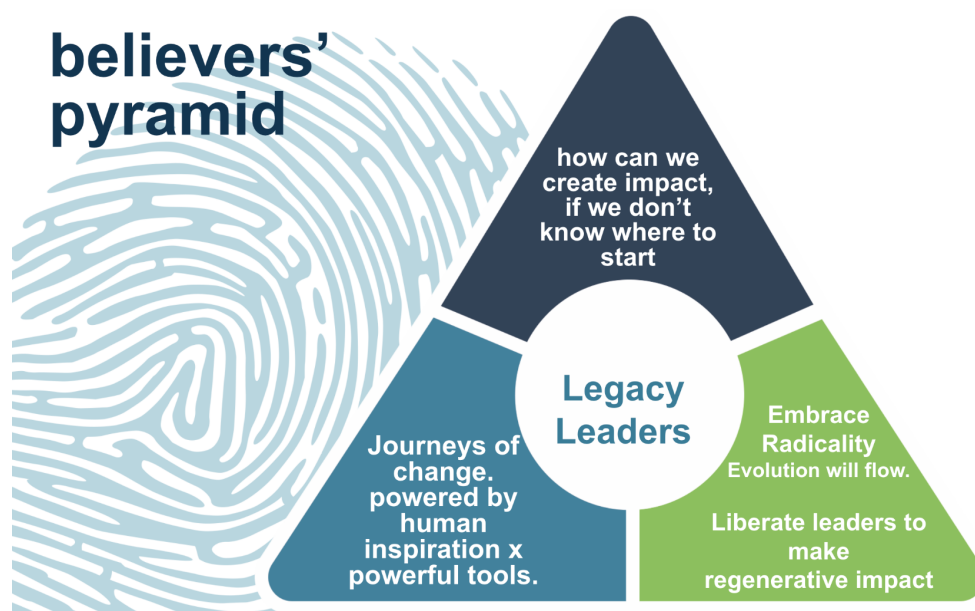 believers’
pyramid
how can we
create impact,
if we don’t
know where to
start
Legacy
Leaders
Journeys of
change.
powered by
human
inspiration x
powerful tools.
Embrace
Radicality
Evolution will flow.
Liberate leaders to
make
regenerative impact